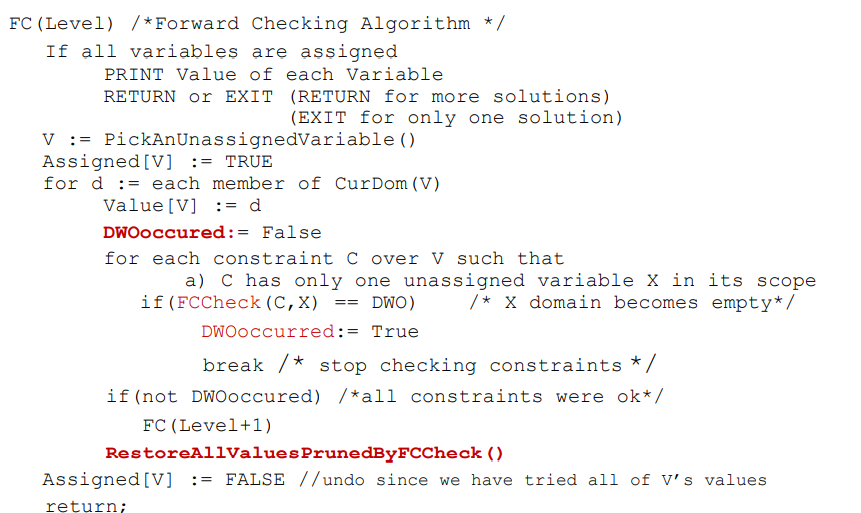 FC(Level) /*Forward Checking Algorithm */
If all variables are assigned
PRINT Value of each Variable
RETURN or EXIT (RETURN for more solutions)
(EXIT for only one solution)
V := PickAnUnassignedVariable()
Assigned[V] := TRUE
for d := each member of CurDom(V)
Value[V] := d
DWOoccured:= False
for each constraint C over V such that
a) C has only one unassigned variable X in its scope
if(FCCheck(C,X) == DWO) /* X domain becomes empty*/
DWOoccurred:= True
break /* stop checking constraints */
if(not DWOoccured) /*all constraints were ok*/
FC(Level+1)
RestoreAllValuesPrunedByFCCheck()
Assigned[V] := FALSE //undo since we have tried all of V's values
return;